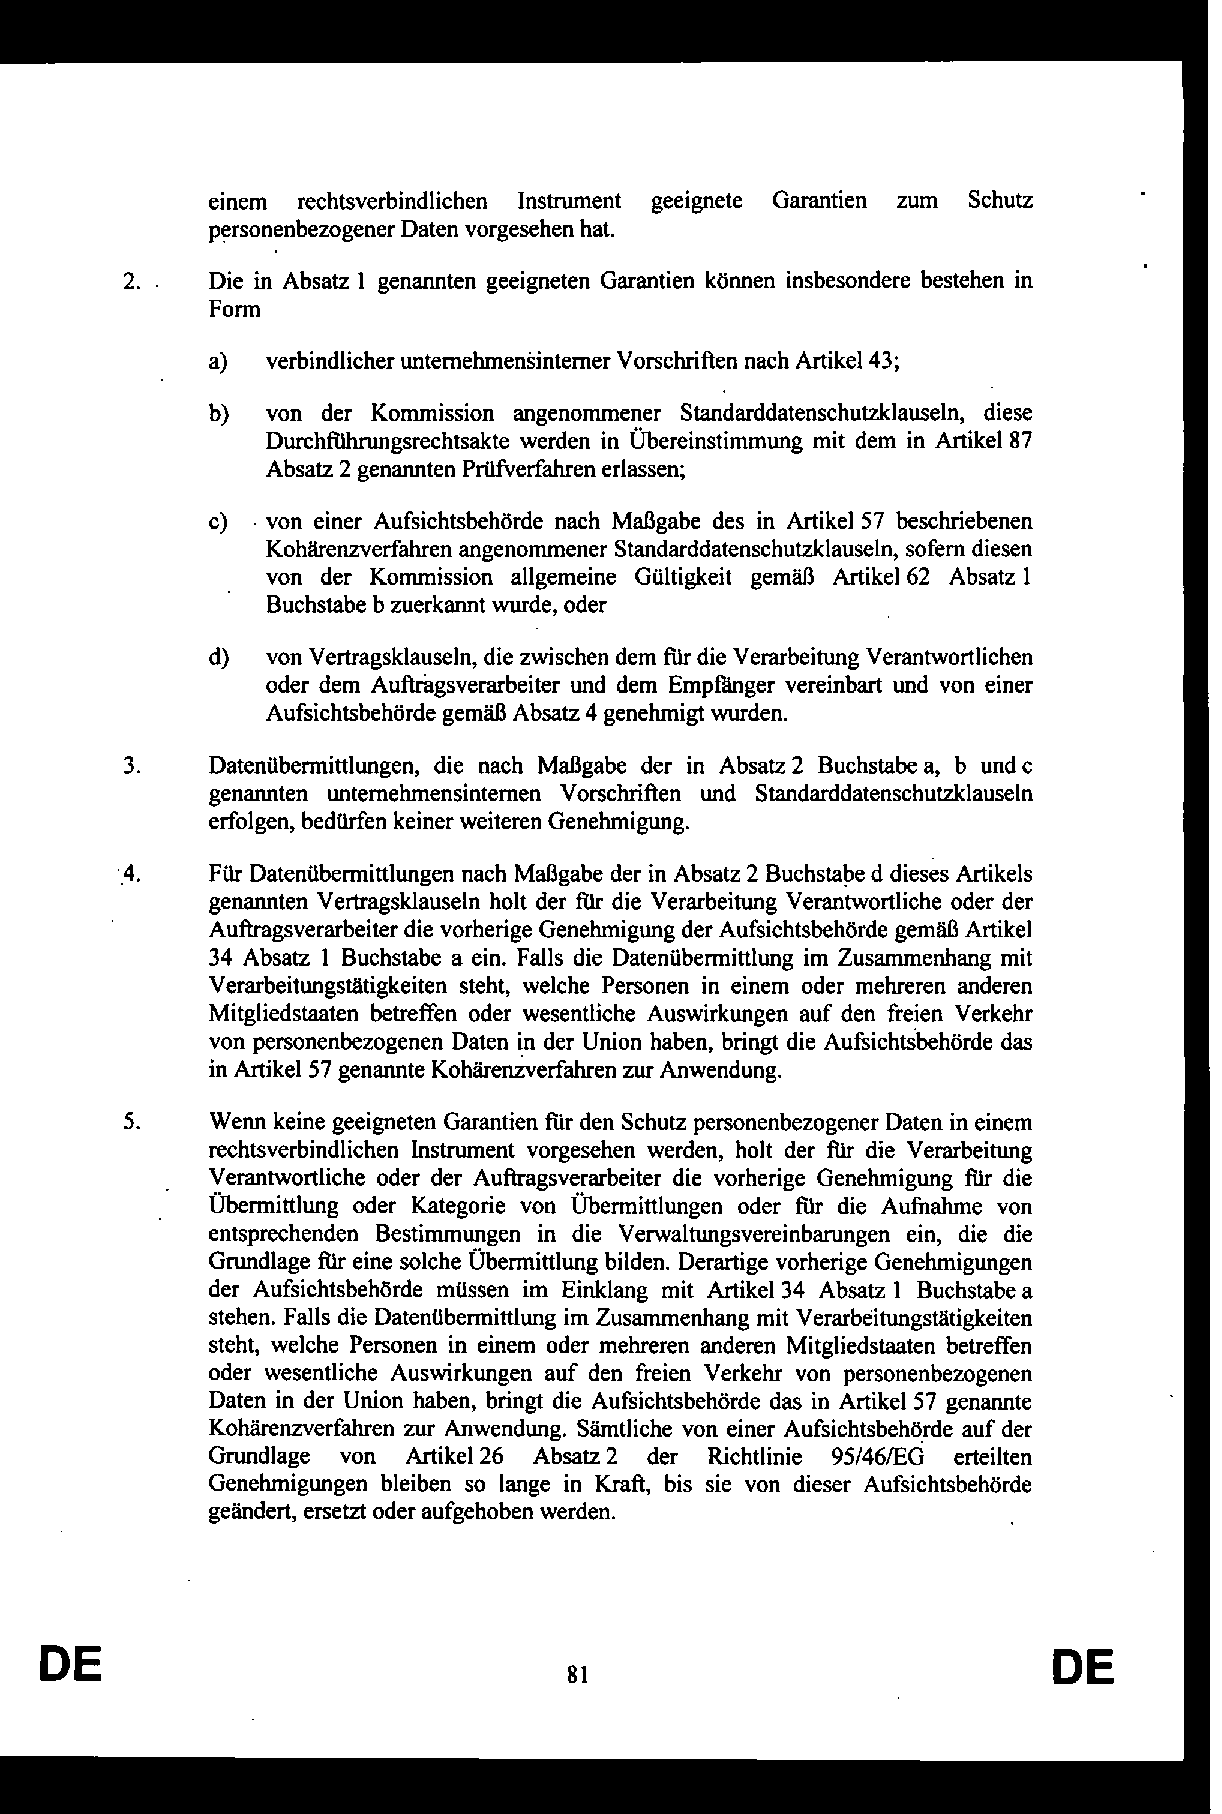 einem rechtsverbindlichen Instrument geeignete Garantien zum Schutz
personenbezogener Daten vorgesehen hat.
2. Die in Absatz 1 genannten geeigneten Garantien können insbesondere bestehen in
Form
a) verbindlicher unternehmensinterner Vorschriften nach Artikel 43;
b) von der Kommission angenommener Standarddatenschutzklauseln, diese
Durchführungsrechtsakte werden in Übereinstimmung mit dem in Artikel 87
Absatz 2 genannten Prüfverfahren erlassen;
c) von einer Aufsichtsbehörde nach Maßgabe des in Artikel 57 beschriebenen
Kohärenzverfahren angenommener Standarddatenschutzklauseln, sofern diesen
von der Kommission allgemeine Gültigkeit gemäß Artikel 62 Absatz 1
Buchstabe b zuerkannt wurde, oder
d) von Vertragsklauseln, die zwischen dem für die Verarbeitung Verantwortlichen
oder dem Auftragsverarbeiter und dem Empfänger vereinbart und von einer
Aufsichtsbehörde gemäß Absatz 4 genehmigt wurden.
3. Datenübermittlungen, die nach Maßgabe der in Absatz 2 Buchstabe a, b und c
genannten unternehmensinternen Vorschriften und Standarddatenschutzklauseln
erfolgen, bedürfen keiner weiteren Genehmigung.
4. Für Datenübermittlungen nach Maßgabe der in Absatz 2 Buchstabe d dieses Artikels
genannten Vertragsklauseln holt der für die Verarbeitung Verantwortliche oder der
Auftragsverarbeiter die vorherige Genehmigung der Aufsichtsbehörde gemäß Artikel
34 Absatz 1 Buchstabe a ein. Falls die Datenübermittlung im Zusammenhang mit
Verarbeitungstätigkeiten steht, welche Personen in einem oder mehreren anderen
Mitgliedstaaten betreffen oder wesentliche Auswirkungen auf den freien Verkehr
von personenbezogenen Daten in der Union haben, bringt die Aufsichtsbehörde das
in Artikel 57 genannte Kohärenzverfahren zur Anwendung.
5. Wenn keine geeigneten Garantien für den Schutz personenbezogener Daten in einem
rechtsverbindlichen Instrument vorgesehen werden, holt der für die Verarbeitung
Verantwortliche oder der Auftragsverarbeiter die vorherige Genehmigung für die
Übermittlung oder Kategorie von Übermittlungen oder für die Aufnahme von
entsprechenden Bestimmungen in die Verwaltungsvereinbarungen ein, die die
Grundlage für eine solche Übermittlung bilden. Derartige vorherige Genehmigungen
der Aufsichtsbehörde müssen im Einklang mit Artikel 34 Absatz 1 Buchstabe a
stehen. Falls die Datenübermittlung im Zusammenhang mit Verarbeitungstätigkeiten
steht, welche Personen in einem oder mehreren anderen Mitgliedstaaten betreffen
oder wesentliche Auswirkungen auf den freien Verkehr von personenbezogenen
Daten in der Union haben, bringt die Aufsichtsbehörde das in Artikel 57 genannte
Kohärenzverfahren zur Anwendung. Sämtliche von einer Aufsichtsbehörde auf der
Grundlage von Artikel 26 Absatz 2 der Richtlinie 95/46/EG erteilten
Genehmigungen bleiben so lange in Kraft, bis sie von dieser Aufsichtsbehörde
geändert, ersetzt oder aufgehoben werden.
DE 81 DE